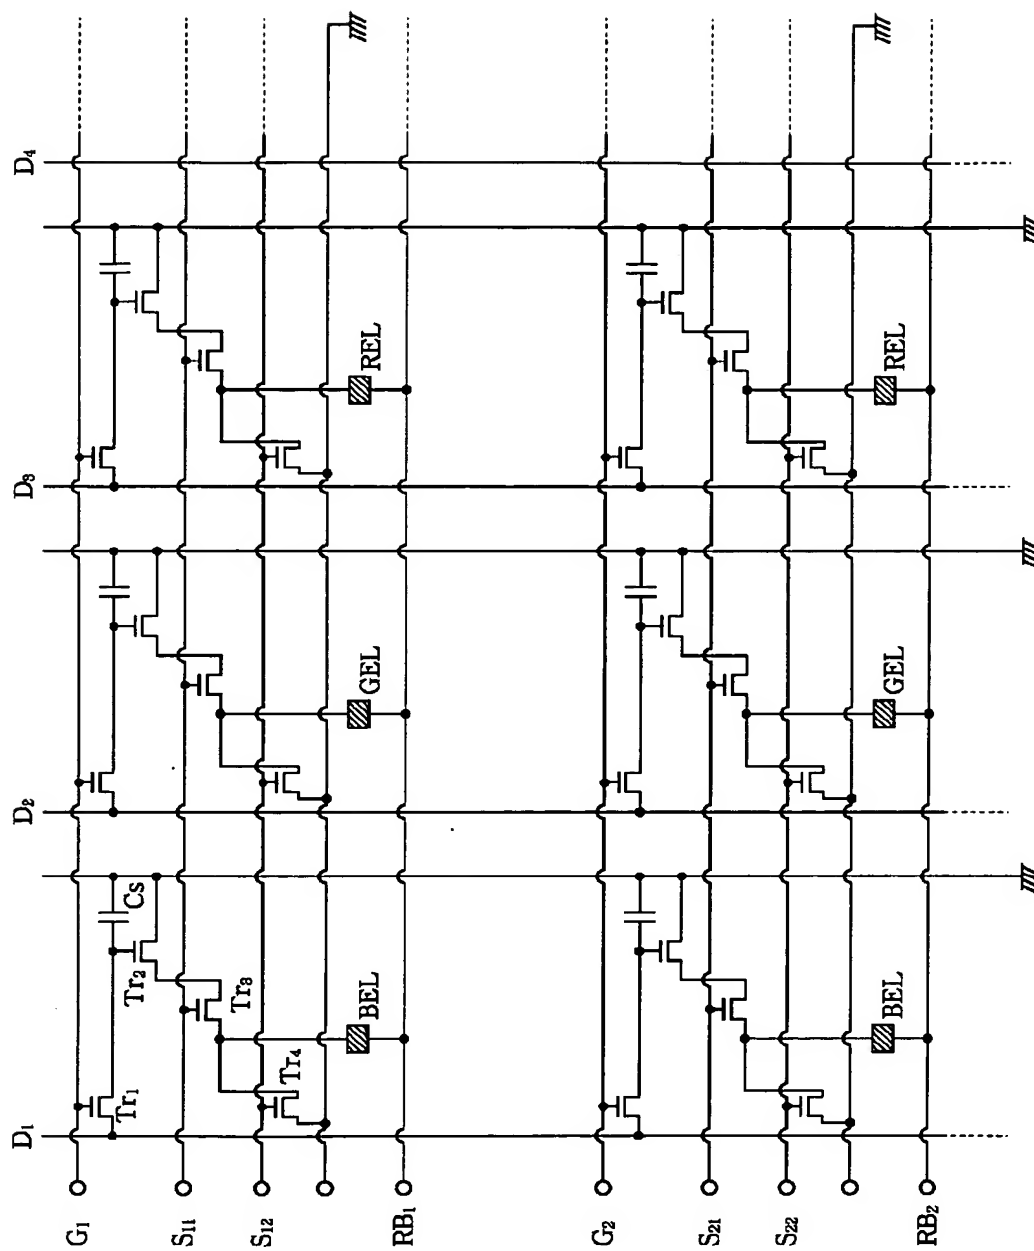 D₁
D₂
D₃
D₄
G₁
Tr₁
Tr₂
Cs
S₁₁
Tr₃
S₁₂
Tr₄
BEL
GEL
REL
RB₁
G₂
S₂₁
S₂₂
BEL
GEL
REL
RB₂